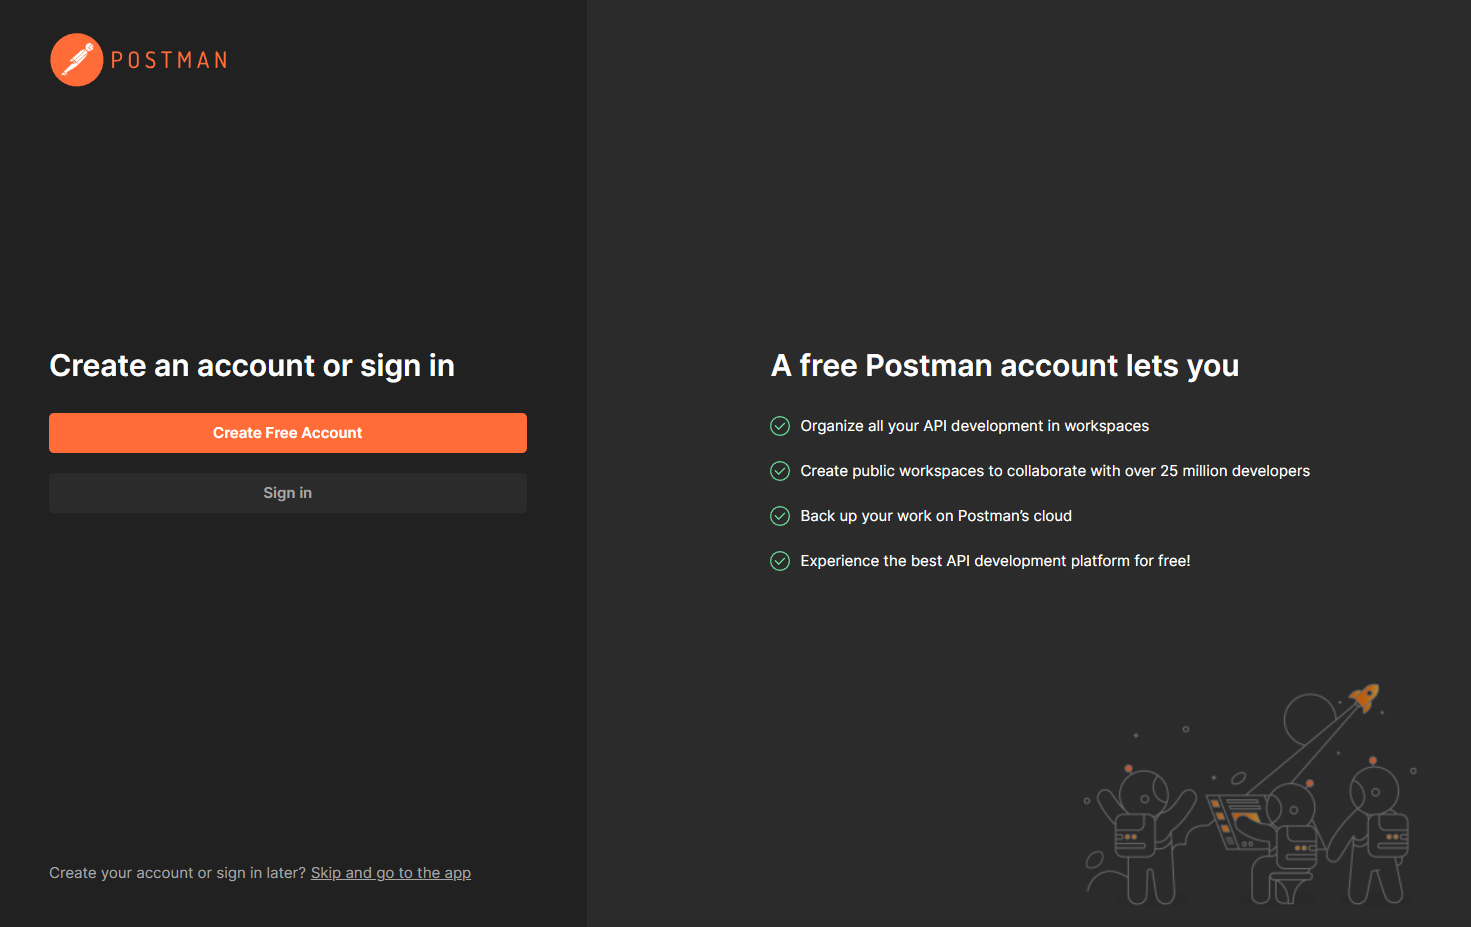 POSTMAN
Create an account or sign in
Create Free Account
Sign in
Create your account or sign in later? Skip and go to the app
A free Postman account lets you
Organize all your API development in workspaces
Create public workspaces to collaborate with over 25 million developers
Back up your work on Postman’s cloud
Experience the best API development platform for free!